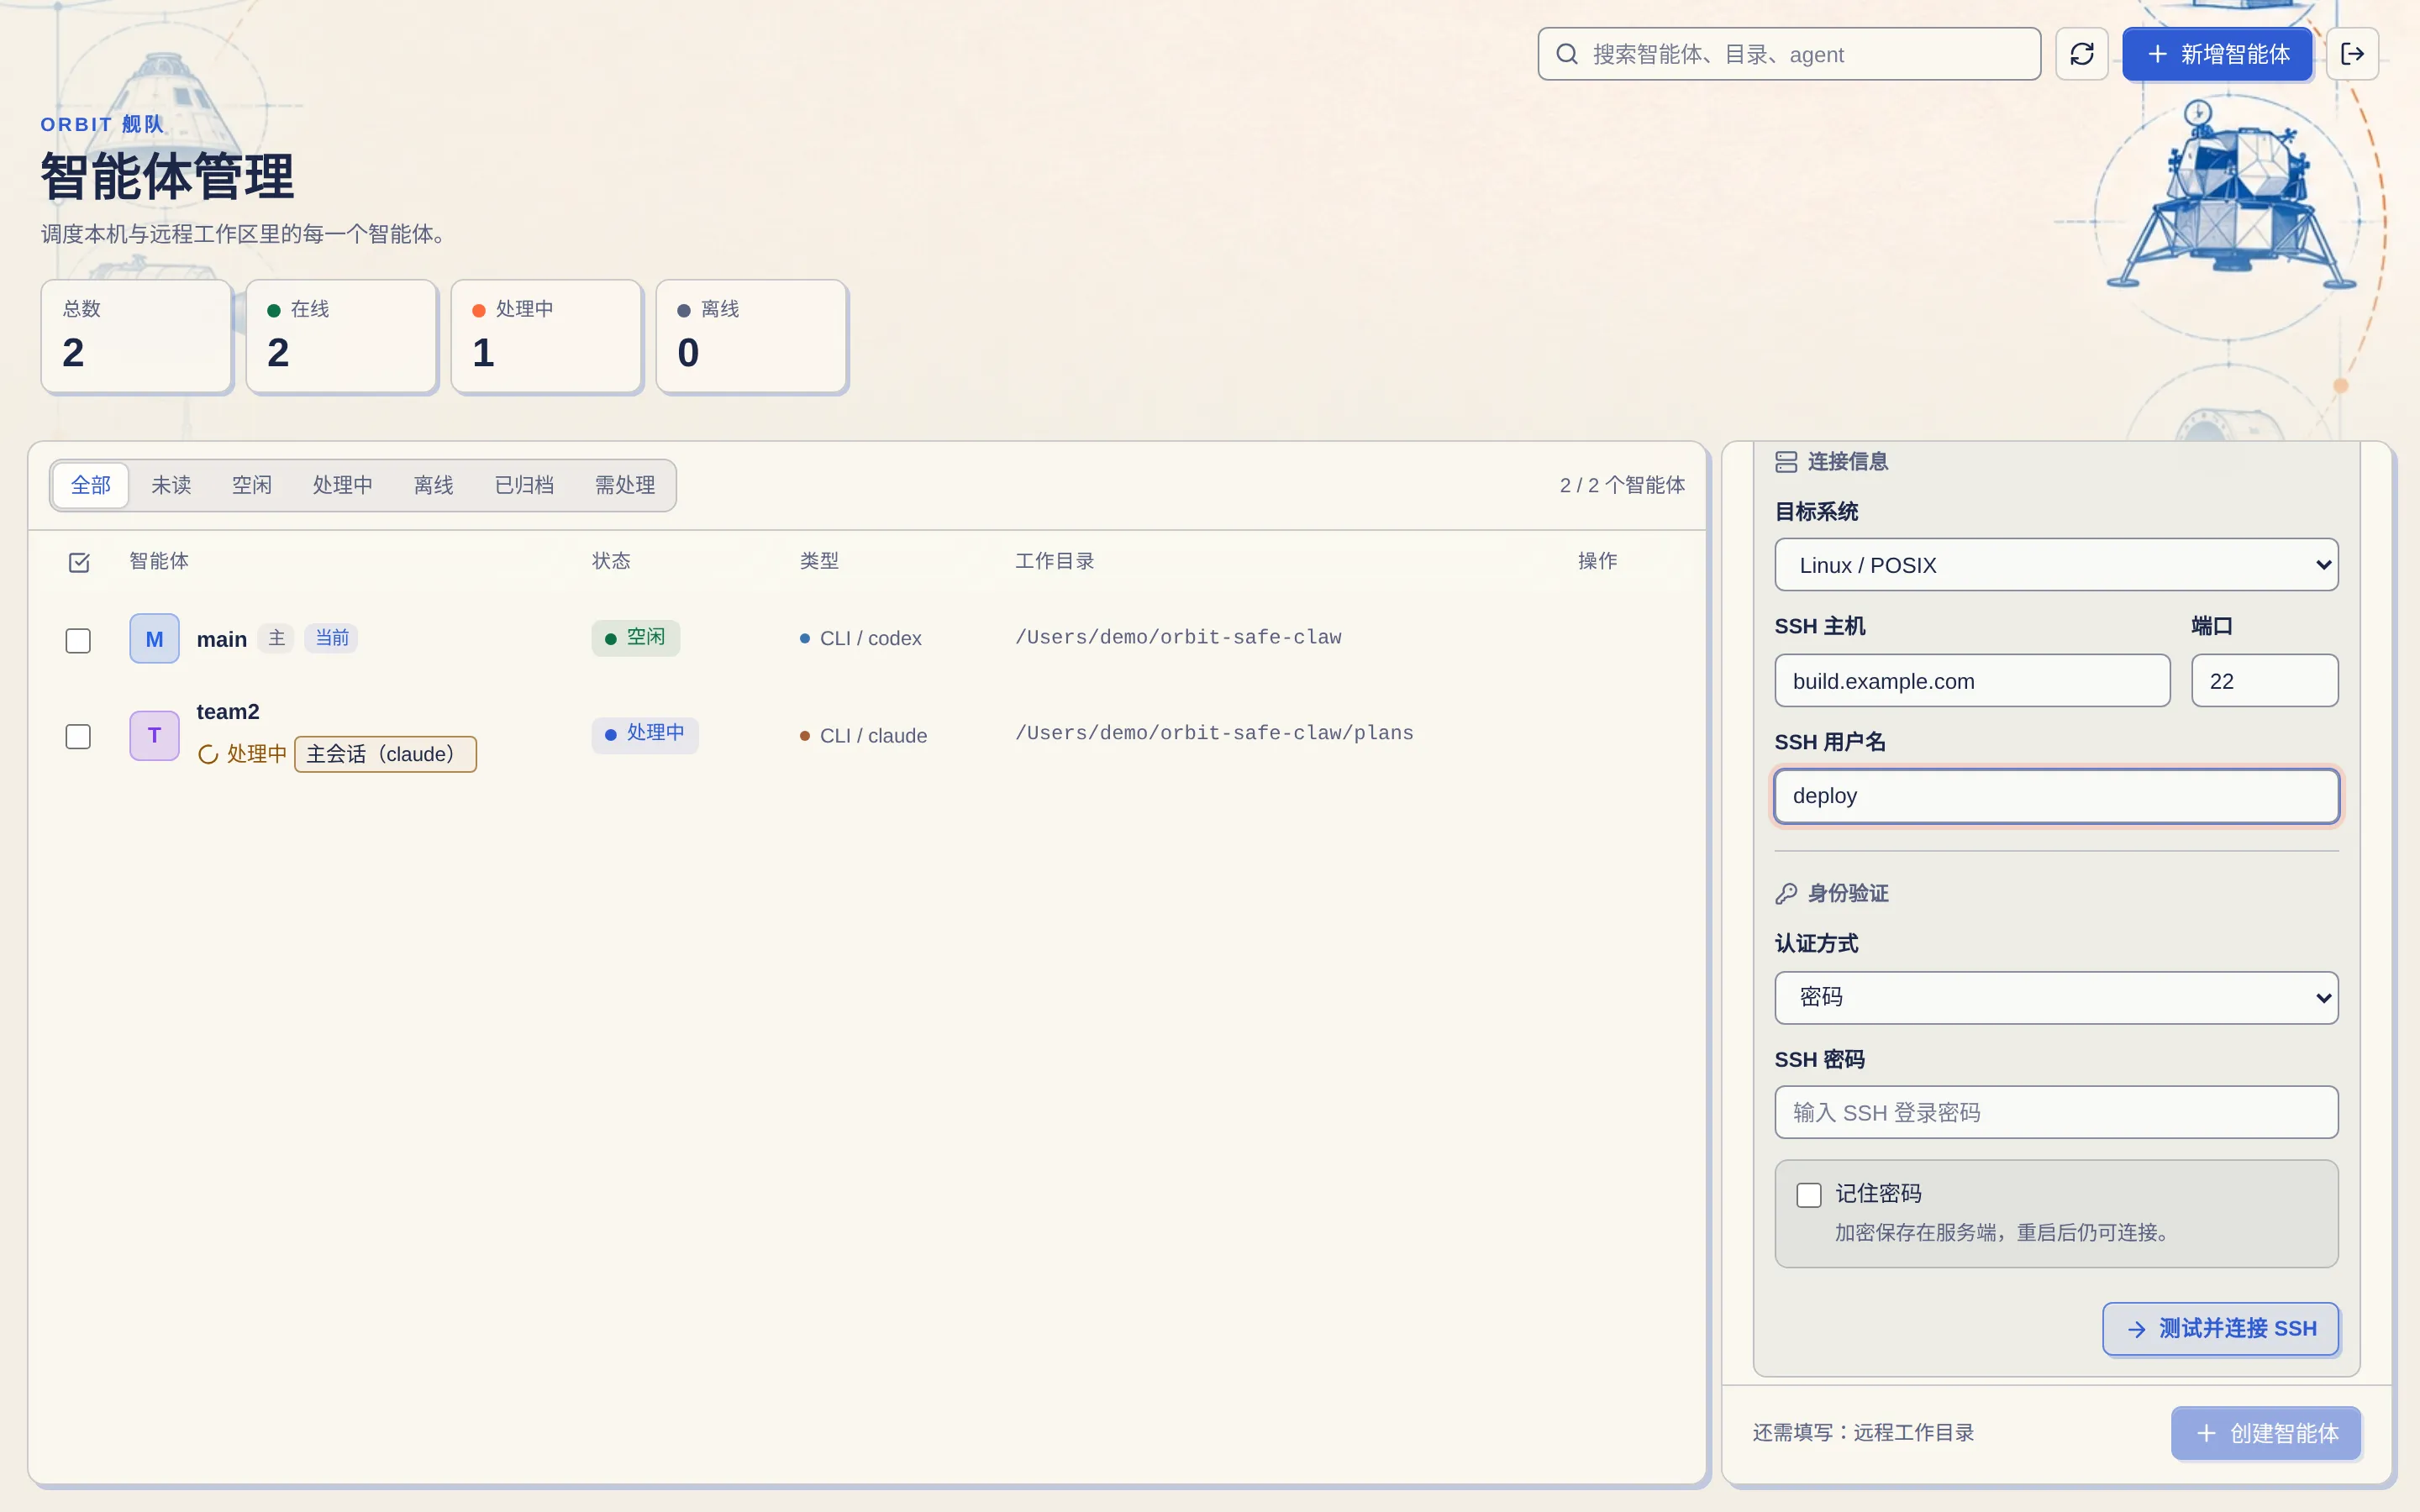 搜索智能体、目录、agent
新增智能体
ORBIT 舰队
智能体管理
调度本机与远程工作区里的每一个智能体。
总数
2
在线
2
处理中
1
离线
0
全部 未读 空闲 处理中 离线 已归档 需处理
2 / 2 个智能体
智能体 状态 类型 工作目录 操作
M main 主 当前 空闲 CLI / codex /Users/demo/orbit-safe-claw
T team2 处理中 CLI / claude /Users/demo/orbit-safe-claw/plans
处理中 主会话（claude）
连接信息
目标系统
Linux / POSIX
SSH 主机 端口
build.example.com 22
SSH 用户名
deploy
身份验证
认证方式
密码
SSH 密码
输入 SSH 登录密码
记住密码
加密保存在服务端，重启后仍可连接。
测试并连接 SSH
还需填写：远程工作目录
创建智能体